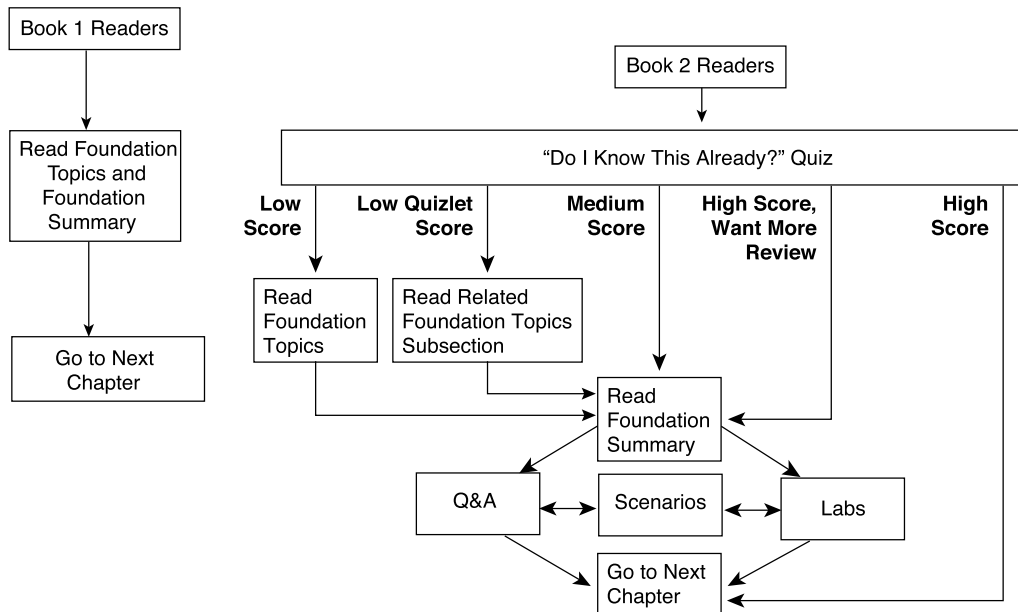 Book 1 Readers
Read Foundation
Topics and
Foundation
Summary
Go to Next
Chapter
Book 2 Readers
“Do I Know This Already?” Quiz
Low
Score
Low Quizlet
Score
Medium
Score
High Score,
Want More
Review
High
Score
Read
Foundation
Topics
Read Related
Foundation Topics
Subsection
Read
Foundation
Summary
Q&A
Scenarios
Labs
Go to Next
Chapter